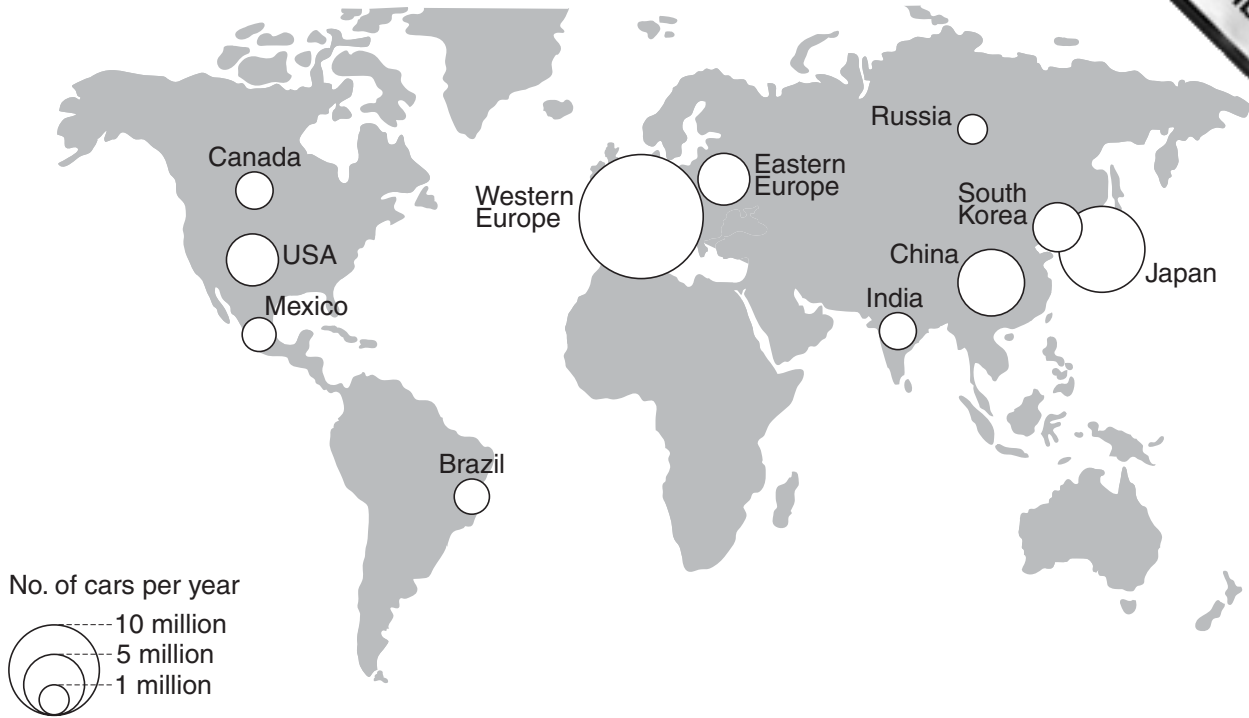 Canada
USA
Mexico
Brazil
Western
Europe
Eastern
Europe
Russia
South
Korea
China
Japan
India
No. of cars per year
10 million
5 million
1 million